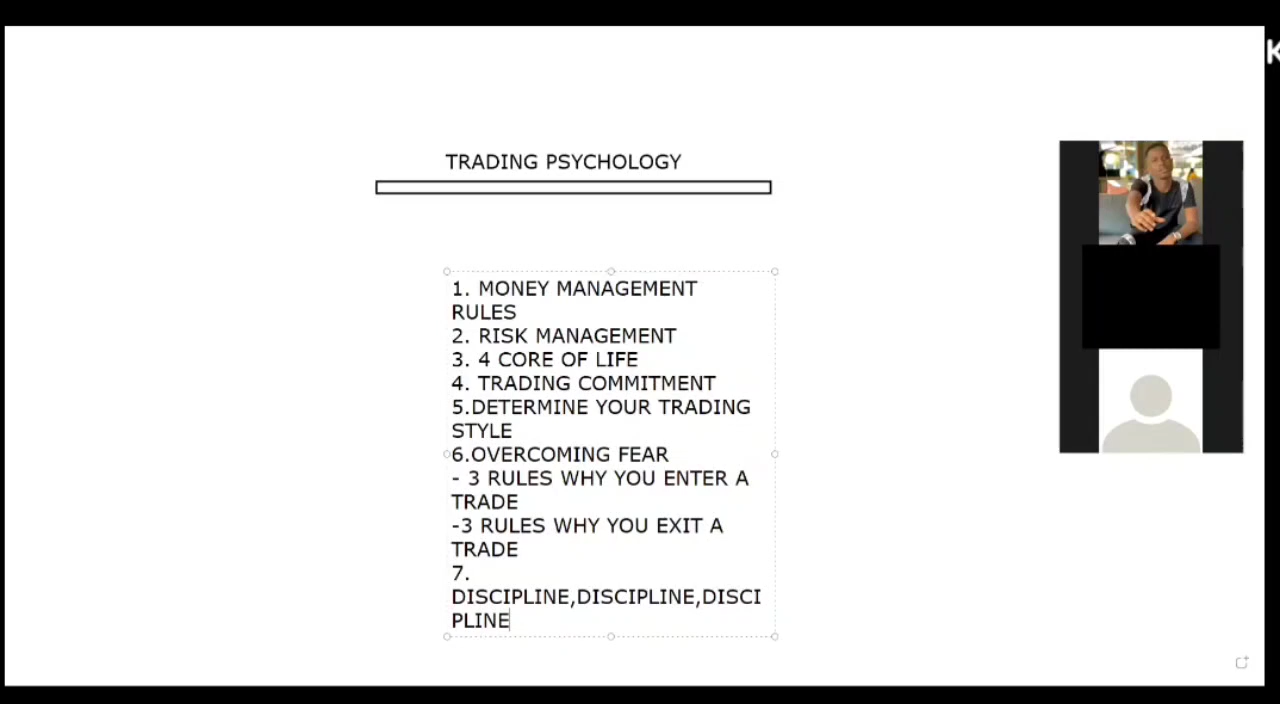 K
TRADING PSYCHOLOGY
1. MONEY MANAGEMENT
RULES
2. RISK MANAGEMENT
3. 4 CORE OF LIFE
4. TRADING COMMITMENT
5.DETERMINE YOUR TRADING
STYLE
6.OVERCOMING FEAR
- 3 RULES WHY YOU ENTER A
TRADE
-3 RULES WHY YOU EXIT A
TRADE
7.
DISCIPLINE,DISCIPLINE,DISCI
PLINE